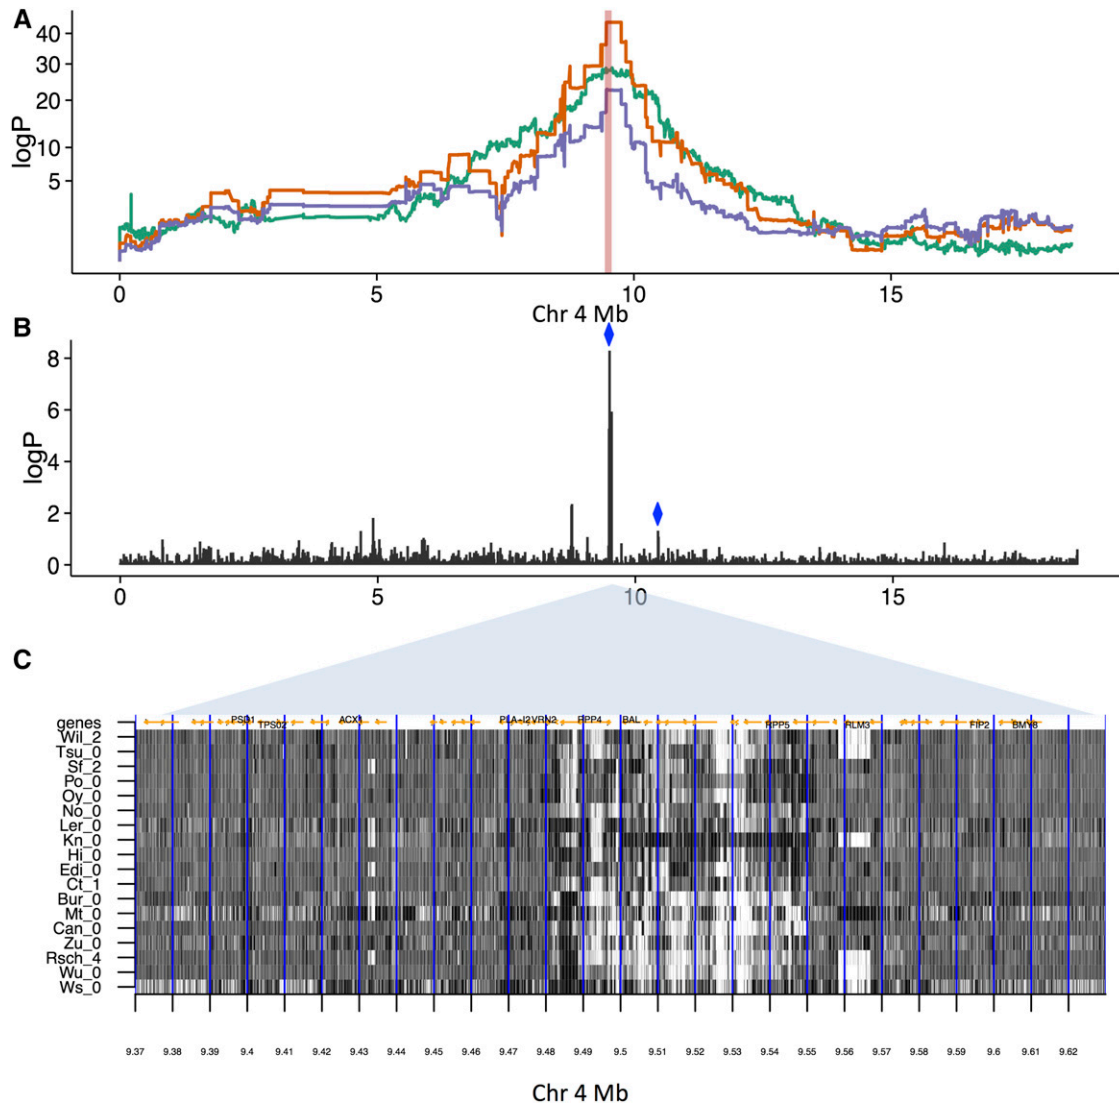 A
logP
40
30
20
10
5
0 5 10 15
Chr 4 Mb
B
logP
8
6
4
2
0
0 5 10 15
C
genes PSD1 TPS02 ACX1 PLA-I2 VRN2 RPP4 BAL RPP5 RLM3 FIP2 BMY6
Wil_2
Tsu_0
Sf_2
Po_0
Oy_0
No_0
Ler_0
Kn_0
Hi_0
Edi_0
Ct_1
Bur_0
Mt_0
Can_0
Zu_0
Rsch_4
Wu_0
Ws_0
9.37 9.38 9.39 9.4 9.41 9.42 9.43 9.44 9.45 9.46 9.47 9.48 9.49 9.5 9.51 9.52 9.53 9.54 9.55 9.56 9.57 9.58 9.59 9.6 9.61 9.62
Chr 4 Mb